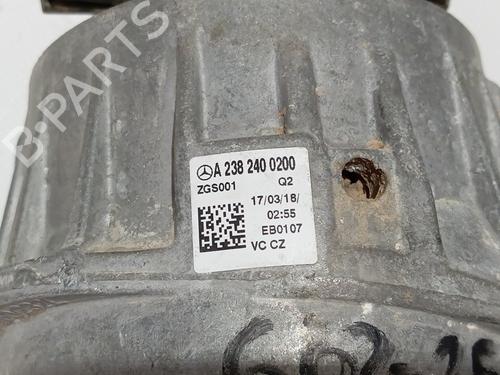 B-PARTS
A 238 240 0200
ZGS001 Q2
17/03/18/
02:55
EB0107
VC CZ